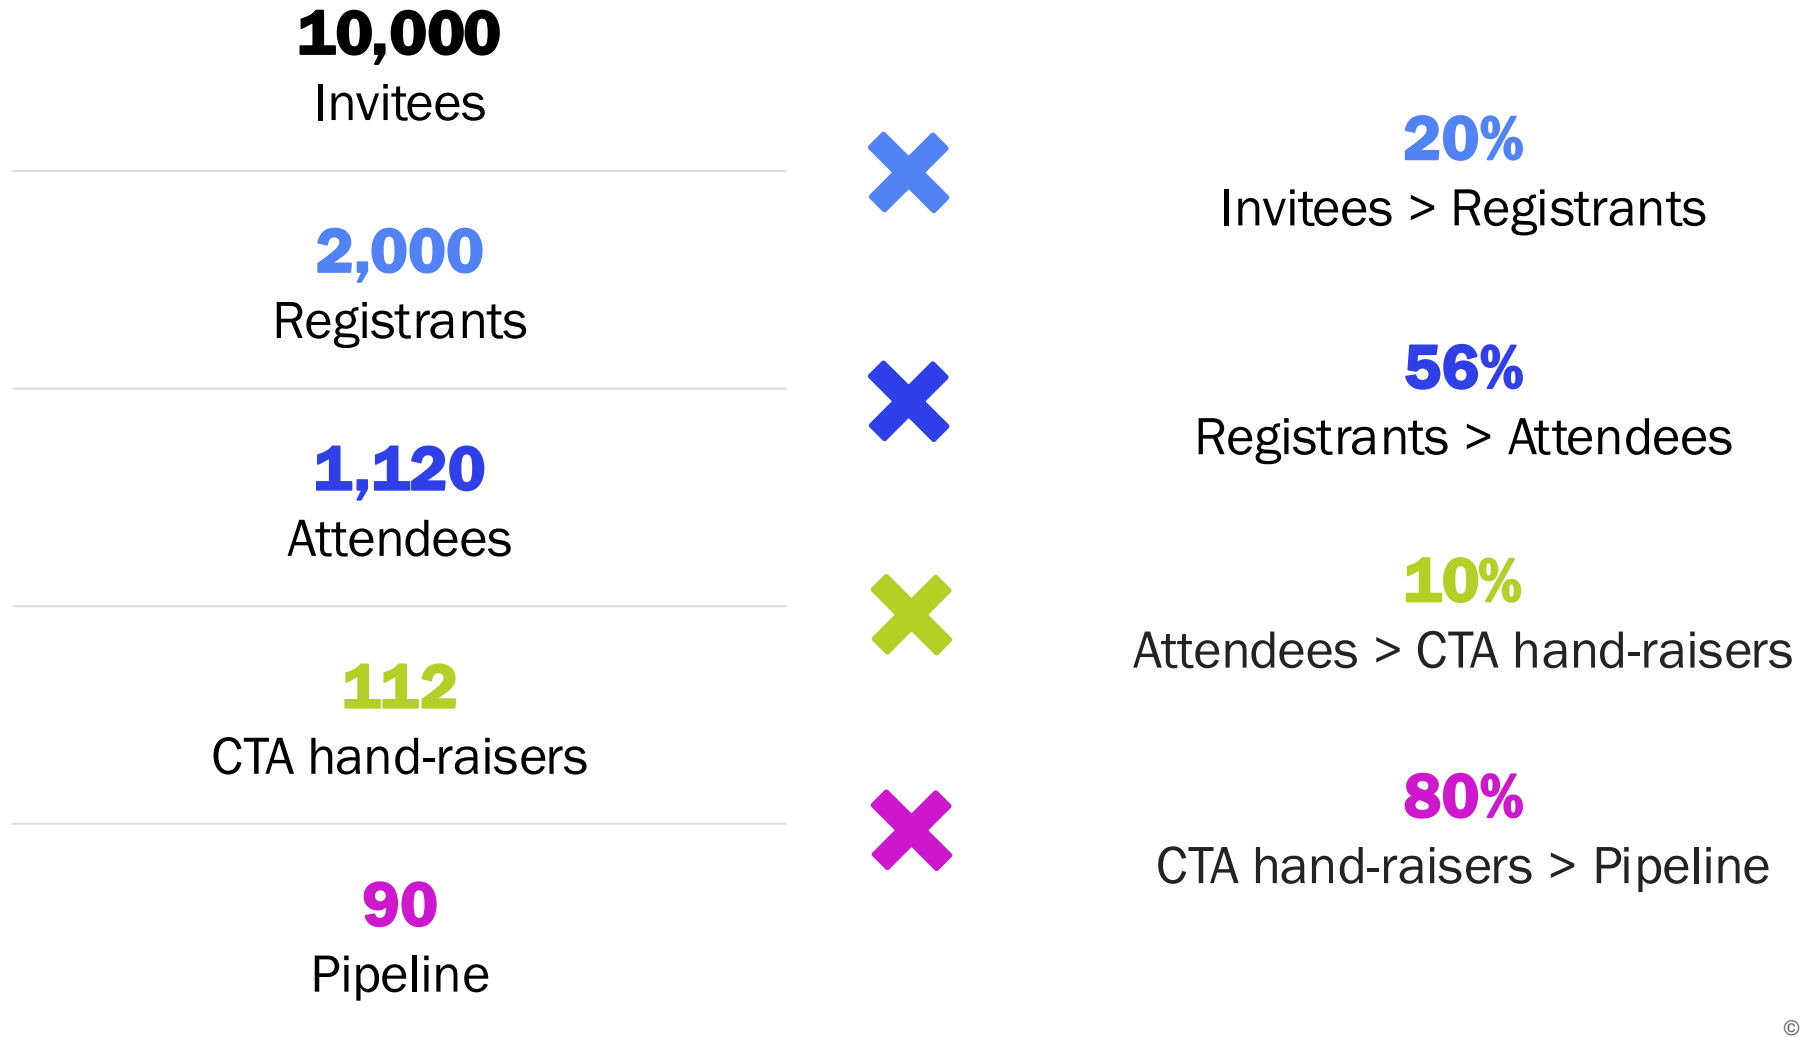 10,000
Invitees
20%
Invitees > Registrants
2,000
Registrants
56%
Registrants > Attendees
1,120
Attendees
10%
Attendees > CTA hand-raisers
112
CTA hand-raisers
80%
CTA hand-raisers > Pipeline
90
Pipeline
©